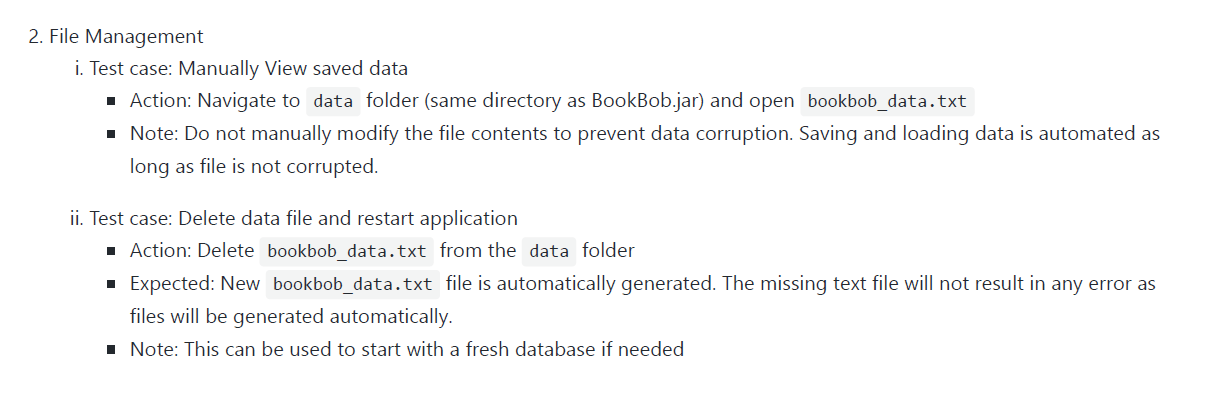 2. File Management
i. Test case: Manually View saved data
▪ Action: Navigate to data folder (same directory as BookBob.jar) and open bookbob_data.txt
▪ Note: Do not manually modify the file contents to prevent data corruption. Saving and loading data is automated as
long as file is not corrupted.
ii. Test case: Delete data file and restart application
▪ Action: Delete bookbob_data.txt from the data folder
▪ Expected: New bookbob_data.txt file is automatically generated. The missing text file will not result in any error as
files will be generated automatically.
▪ Note: This can be used to start with a fresh database if needed